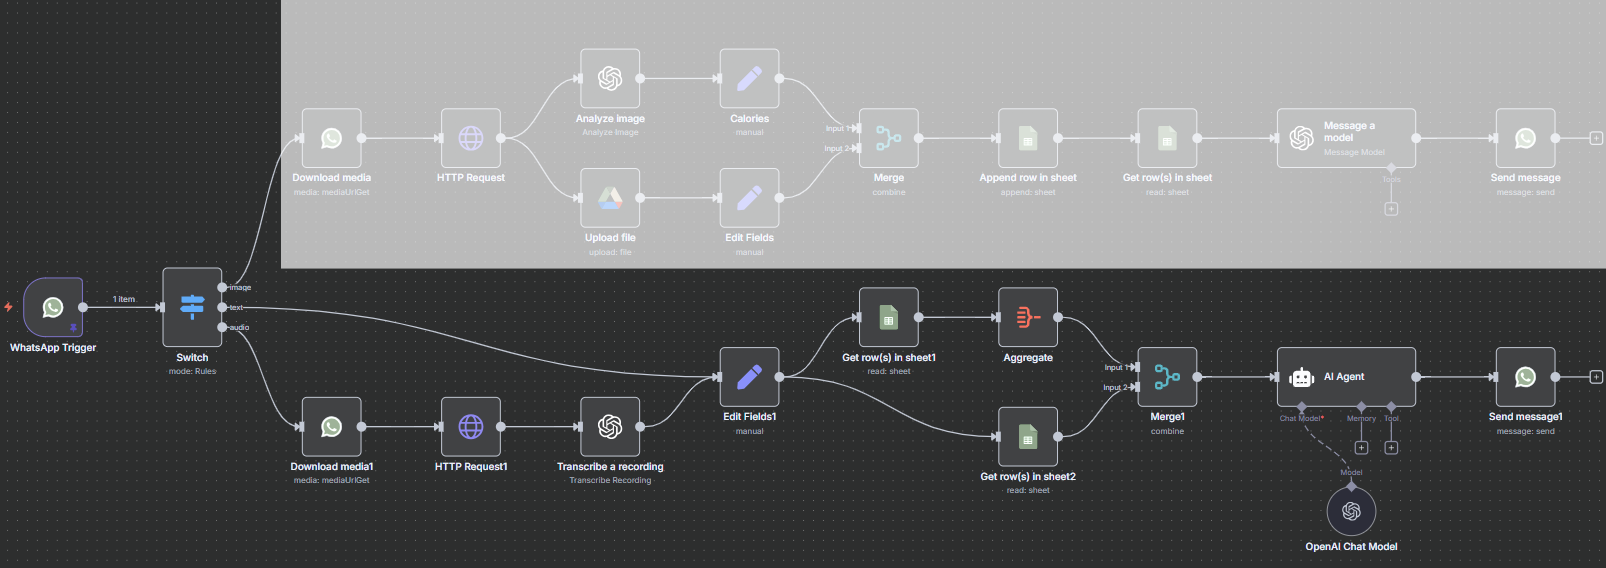 Analyze image
Analyze Image
Calories
manual
Download media
media: mediaUrlGet
HTTP Request
Input 1
Input 2
Merge
combine
Append row in sheet
append: sheet
Get row(s) in sheet
read: sheet
Message a
model
Message Model
Tools
Send message
message: send
Upload file
upload: file
Edit Fields
manual
WhatsApp Trigger
1 item
image
text
audio
Switch
mode: Rules
Get row(s) in sheet1
read: sheet
Aggregate
Edit Fields1
manual
Input 1
Input 2
Merge1
combine
AI Agent
Chat Model*
Memory
Tool
Send message1
message: send
Download media1
media: mediaUrlGet
HTTP Request1
Transcribe a recording
Transcribe Recording
Get row(s) in sheet2
read: sheet
Model
OpenAI Chat Model